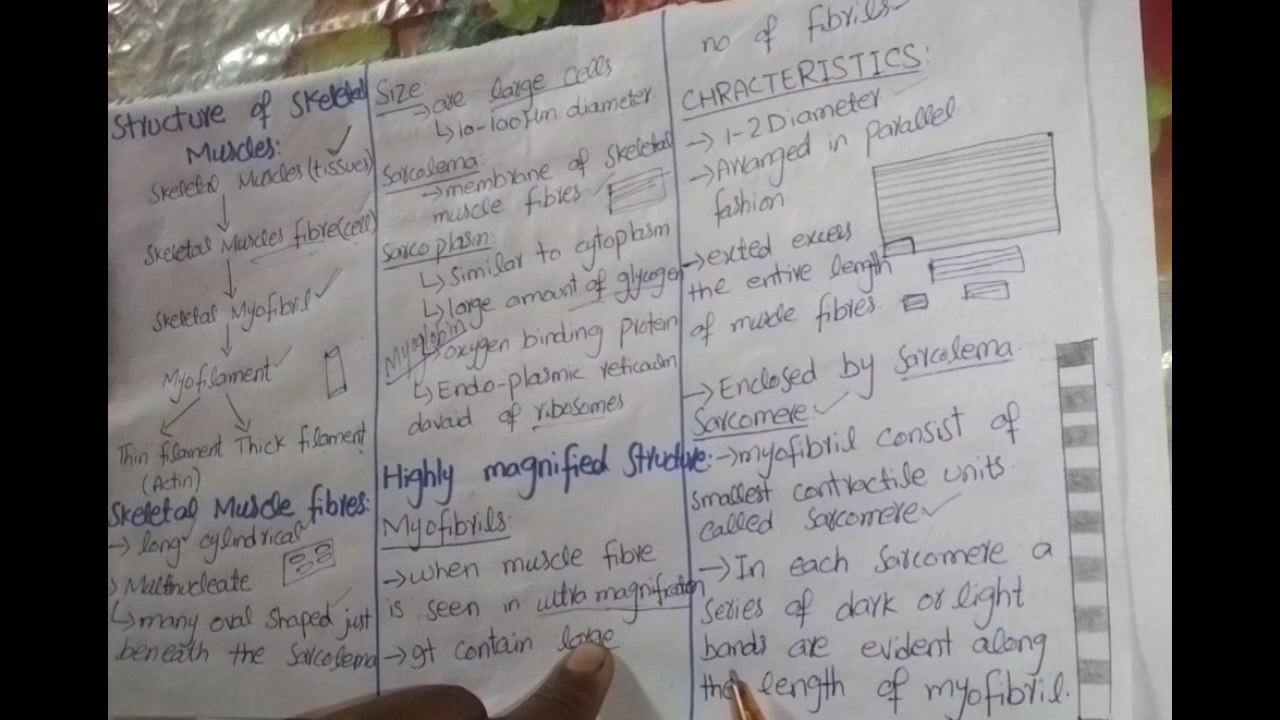 Structure of Skeletal
Muscles:
Skeletal Muscles (tissues)
Skeletal Muscles fibre (cell)
Skeletal Myofibril
Myofilament
Thin filament Thick filament
(Actin)
Skeletal Muscle fibres:
→ long cylindrical
→ Multnucleate
↳ many oval shaped just
beneath the Sarcolema
Size:
→ are large cells
↳ 10-100 μm diameter.
Sarcolema:
→ membrane of skeletal
muscle fibres
Sarcoplasm:
↳ Similar to cytoplasm
↳ large amount of glycogen
Myoglobin
↳ oxygen binding protein
↳ Endo-plasmic reticulum
davoid of ribosomes
Highly magnified Structure:
Myofibrils:
→ when muscle fibre
is seen in ultra magnifration
→ gt contain large
no of fibrils
CHRACTERISTICS:
→ 1-2 Diameter
→ Arranged in Parallel
fashion
→ exted excess
the entire length
of muscle fibres.
→ Enclosed by Sarcolema
Sarcomere:
→ myofibril consist of
smallest contractile units
called Sarcomere
→ In each Sarcomere a
series of dark or light
bands are evident along
the length of myofibril.